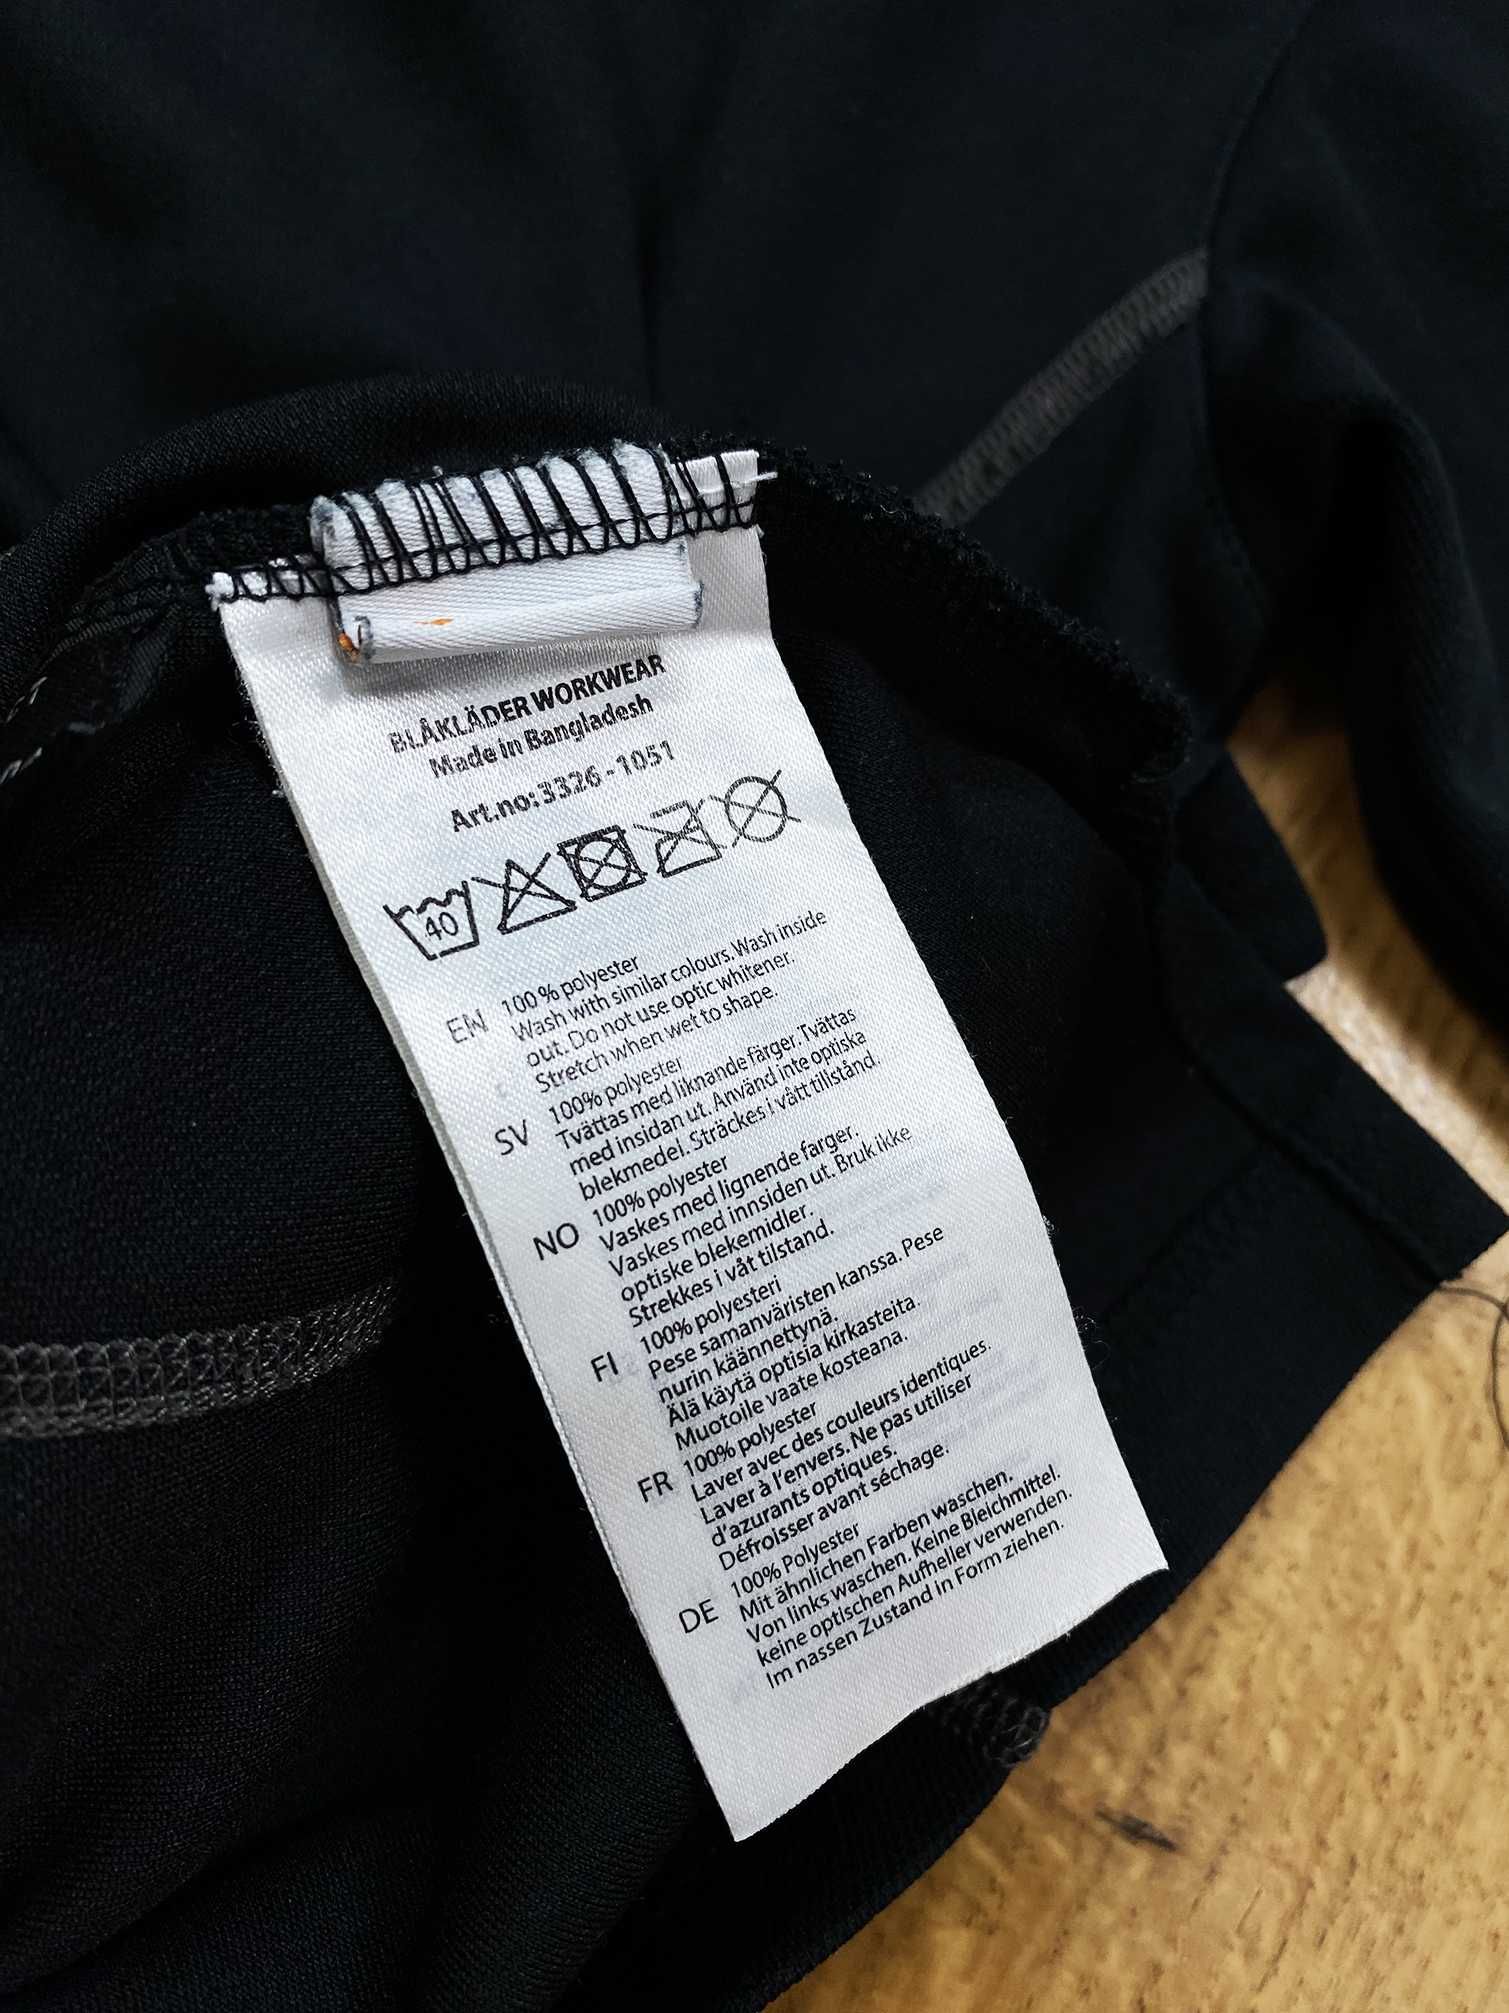 BLÅKLÄDER WORKWEAR
Made in Bangladesh
Art.no: 3326 - 1051
40
EN 100 % polyester
Wash with similar colours. Wash inside
out. Do not use optic whitener.
Stretch when wet to shape.
SV 100% polyester
Tvättas med liknande färger. Tvättas
med insidan ut. Använd inte optiska
blekmedel. Sträckes i vått tillstånd.
NO 100% polyester
Vaskes med lignende farger.
Vaskes med innsiden ut. Bruk ikke
optiske blekemidler.
Strekkes i våt tilstand.
FI 100% polyesteri
Pese samanväristen kanssa. Pese
nurin käännettynä.
Älä käytä optisia kirkasteita.
Muotoile vaate kosteana.
FR 100% polyester
Laver avec des couleurs identiques.
Laver à l'envers. Ne pas utiliser
d'azurants optiques.
Défroisser avant séchage.
DE 100% Polyester
Mit ähnlichen Farben waschen.
Von links waschen. Keine Bleichmittel.
keine optischen Aufheller verwenden.
Im nassen Zustand in Form ziehen.